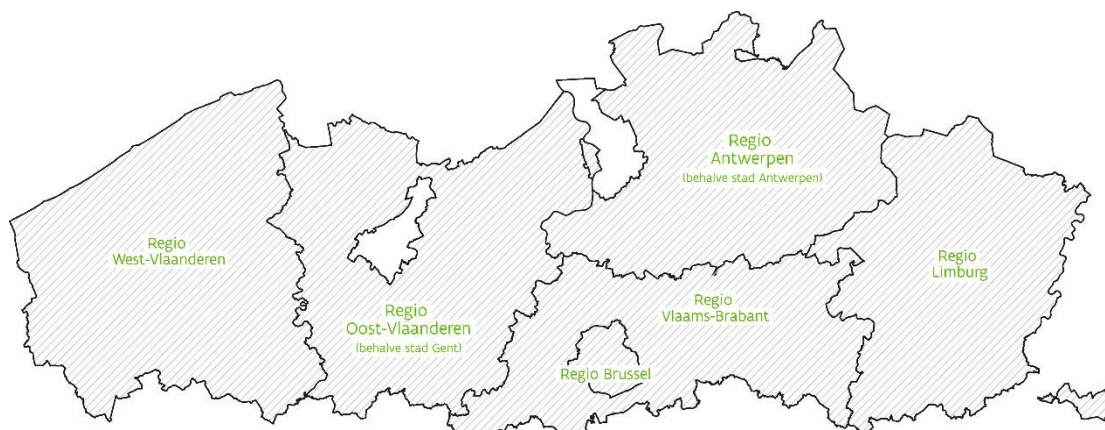 Regio
Antwerpen
(behalve stad Antwerpen)
Regio
West-Vlaanderen
Regio
Limburg
Regio
Oost-Vlaanderen
(behalve stad Gent)
Regio
Vlaams-Brabant
Regio Brussel